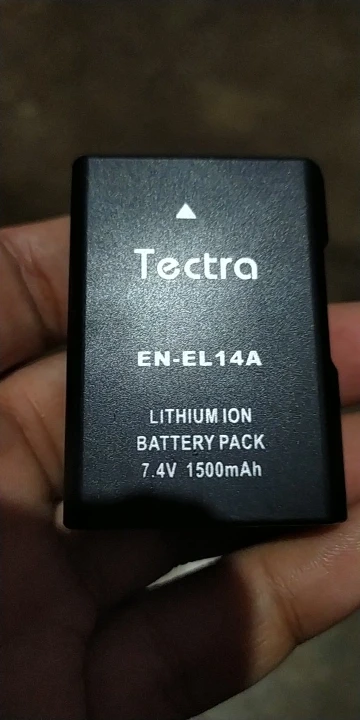 Tectra
EN-EL14A
LITHIUM ION
BATTERY PACK
7.4V 1500mAh